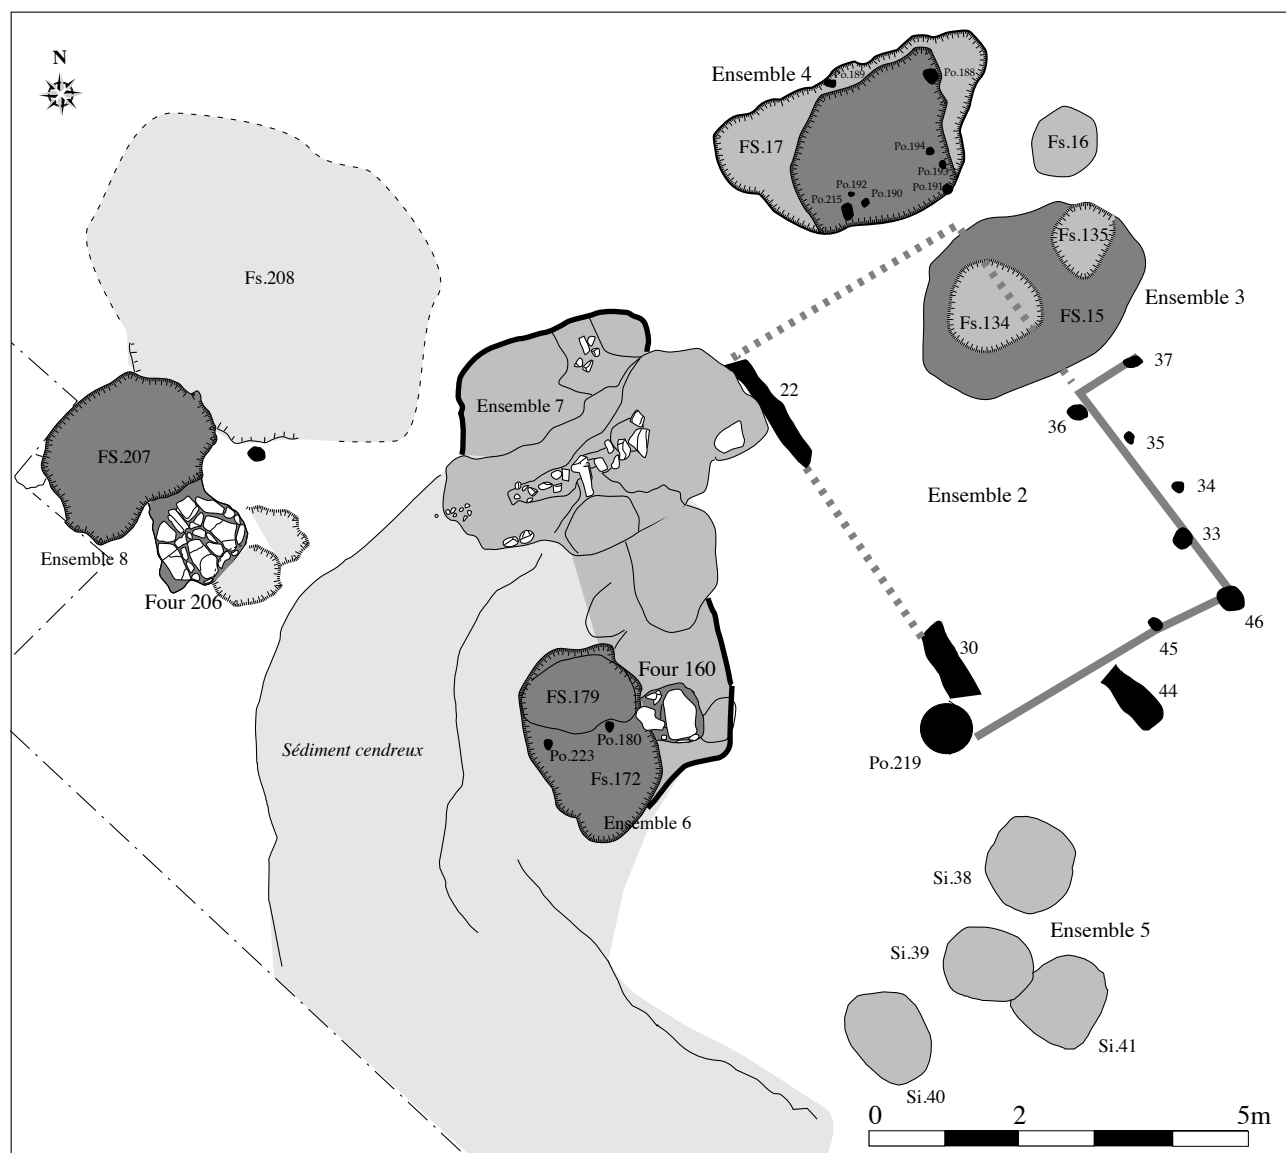 N
Ensemble 4
Po.189
Po.188
FS.17
Po.194
Po.193
Po.192
Po.191
Po.215
Po.190
Fs.16
Fs.135
Fs.208
Ensemble 3
FS.15
Fs.134
37
22
Ensemble 7
36
35
FS.207
Ensemble 2
34
33
Ensemble 8
Four 206
46
45
30
Four 160
44
FS.179
Sédiment cendreux
Po.180
Po.223
Po.219
Fs.172
Ensemble 6
Si.38
Ensemble 5
Si.39
Si.41
Si.40
0 2 5m